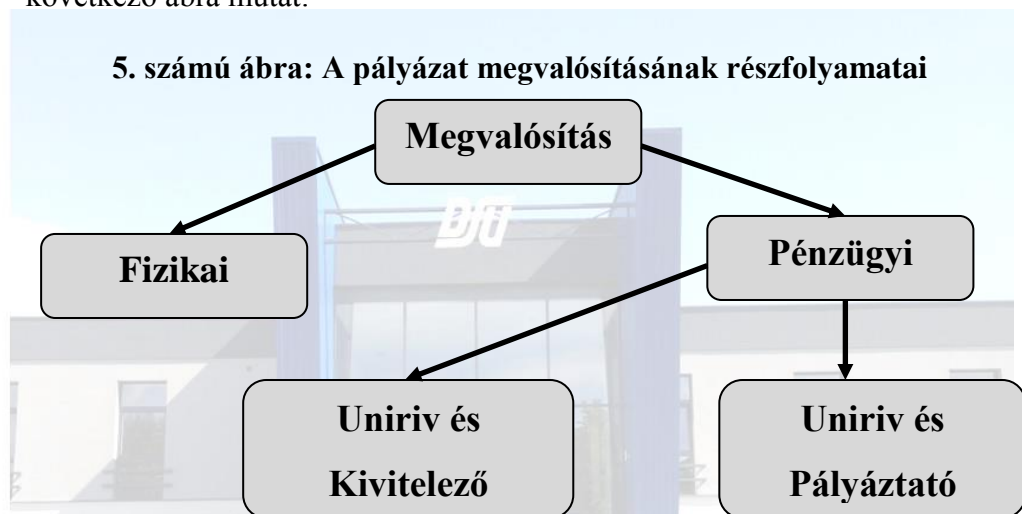 következő ábra mutat.
5. számú ábra: A pályázat megvalósításának részfolyamatai
Megvalósítás
Fizikai
Pénzügyi
Uniriv és
Kivitelező
Uniriv és
Pályáztató